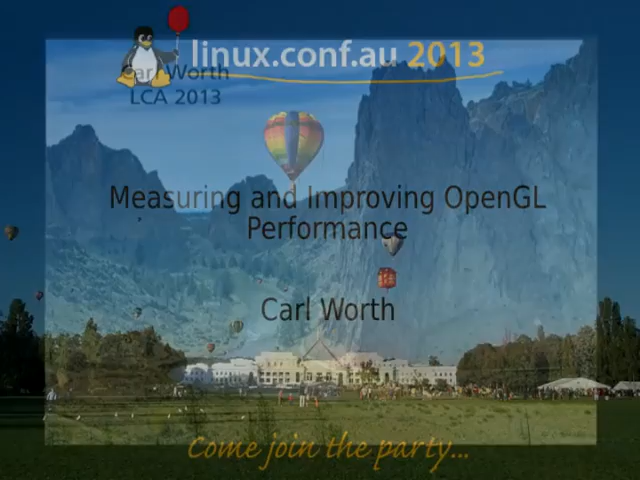 linux.conf.au 2013
Carl Worth
LCA 2013
Measuring and Improving OpenGL
Performance
Carl Worth
Come join the party...